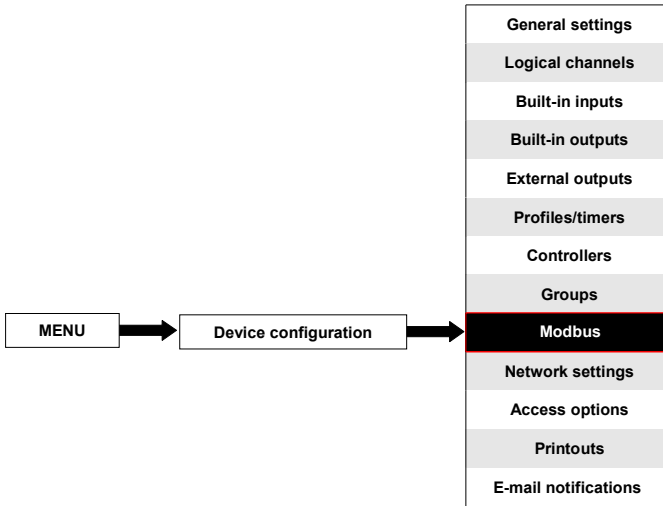 General settings
Logical channels
Built-in inputs
Built-in outputs
External outputs
Profiles/timers
Controllers
Groups
MENU
Device configuration
Modbus
Network settings
Access options
Printouts
E-mail notifications